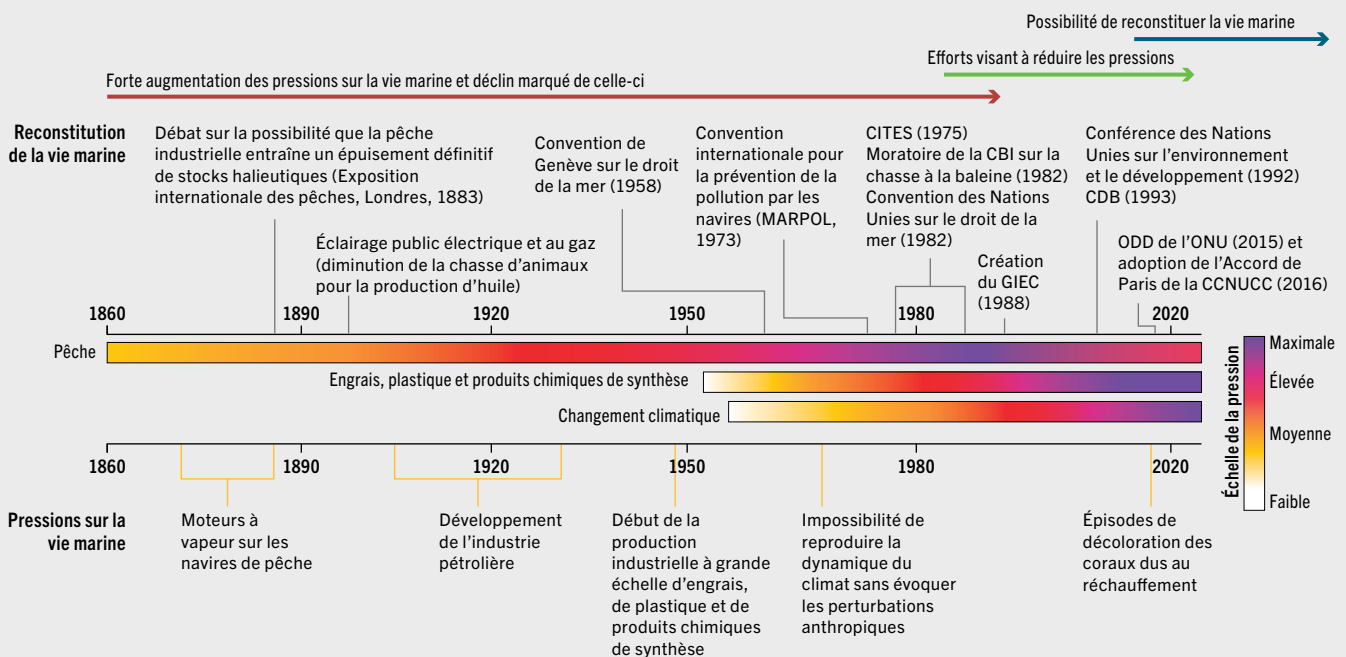 Possibilité de reconstituer la vie marine
Efforts visant à réduire les pressions
Forte augmentation des pressions sur la vie marine et déclin marqué de celle-ci
Reconstitution
de la vie marine
Débat sur la possibilité que la pêche
industrielle entraîne un épuisement définitif
de stocks halieutiques (Exposition
internationale des pêches, Londres, 1883)
Éclairage public électrique et au gaz
(diminution de la chasse d'animaux
pour la production d'huile)
Convention de
Genève sur le droit
de la mer (1958)
Convention
internationale pour
la prévention de la
pollution par les
navires (MARPOL,
1973)
CITES (1975)
Moratoire de la CBI sur la
chasse à la baleine (1982)
Convention des Nations
Unies sur le droit de la
mer (1982)
Création
du GIEC
(1988)
Conférence des Nations
Unies sur l'environnement
et le développement (1992)
CDB (1993)
ODD de l'ONU (2015) et
adoption de l'Accord de
Paris de la CCNUCC (2016)
1860 1890 1920 1950 1980 2020
Pêche
Engrais, plastique et produits chimiques de synthèse
Changement climatique
Échelle de la pression
Maximale
Élevée
Moyenne
Faible
1860 1890 1920 1950 1980 2020
Pressions sur la
vie marine
Moteurs à
vapeur sur les
navires de pêche
Développement
de l'industrie
pétrolière
Début de la
production
industrielle à grande
échelle d'engrais,
de plastique et de
produits chimiques
de synthèse
Impossibilité de
reproduire la
dynamique du
climat sans évoquer
les perturbations
anthropiques
Épisodes de
décoloration des
coraux dus au
réchauffement